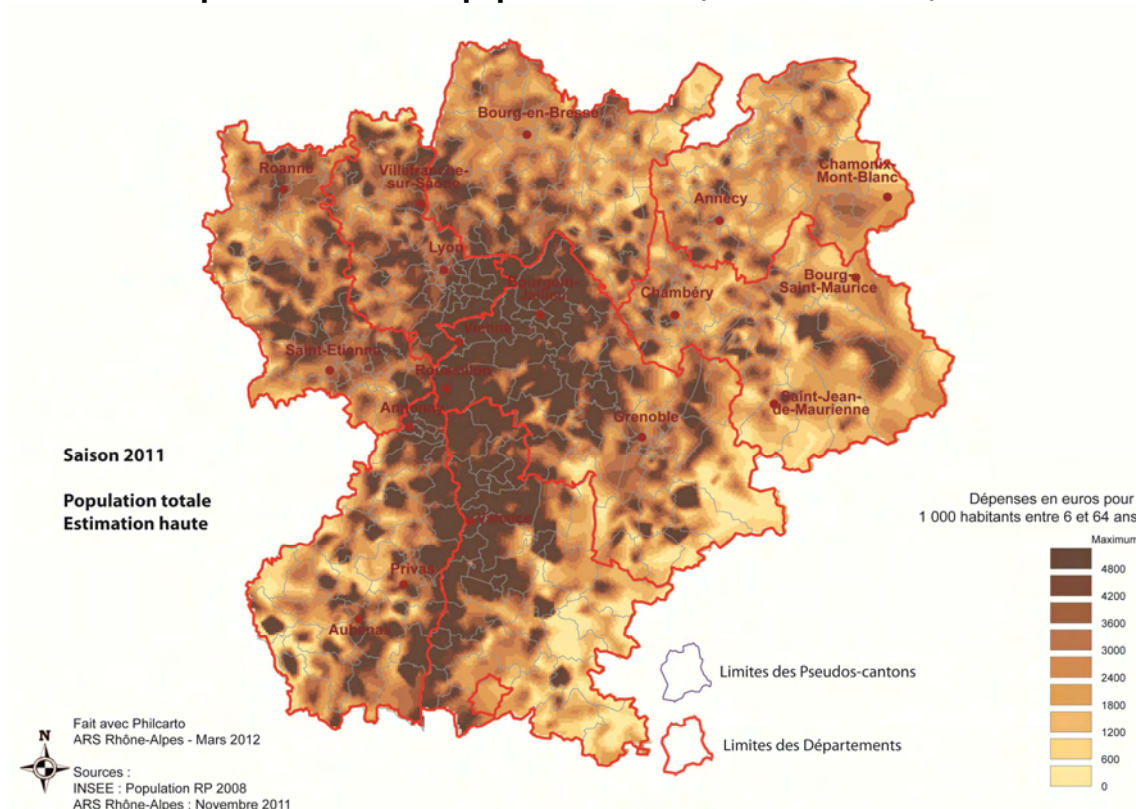 Bourg-en-Bresse
Chamonix-
Mont-Blanc
Roanne
Villefranche-
sur-Saône
Annecy
Lyon
Bourg-
Saint-Maurice
Bourgoin-
Jallieu
Chambéry
Vienne
Saint-Etienne
Roussillon
Annonay
Saint-Jean-
de-Maurienne
Grenoble
Saison 2011
Population totale
Estimation haute
Valence
Privas
Aubenas
Dépenses en euros pour
1 000 habitants entre 6 et 64 ans
Maximum
4800
4200
3600
3000
2400
1800
1200
600
0
Limites des Pseudos-cantons
Limites des Départements
N
Fait avec Philcarto
ARS Rhône-Alpes - Mars 2012
Sources :
INSEE : Population RP 2008
ARS Rhône-Alpes : Novembre 2011